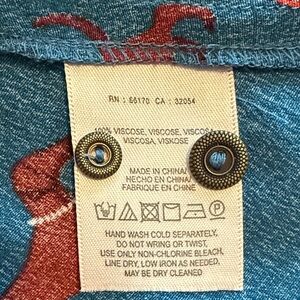 RN : 66170 CA : 32054
100% VISCOSE, VISCOSE, VISCO
VISCOSA, VISKOSE
MADE IN CHINA/
HECHO EN CHINA/
FABRIQUE EN CHINE
P
HAND WASH COLD SEPARATELY,
DO NOT WRING OR TWIST,
USE ONLY NON-CHLORINE BLEACH,
LINE DRY, LOW IRON AS NEEDED,
MAY BE DRY CLEANED